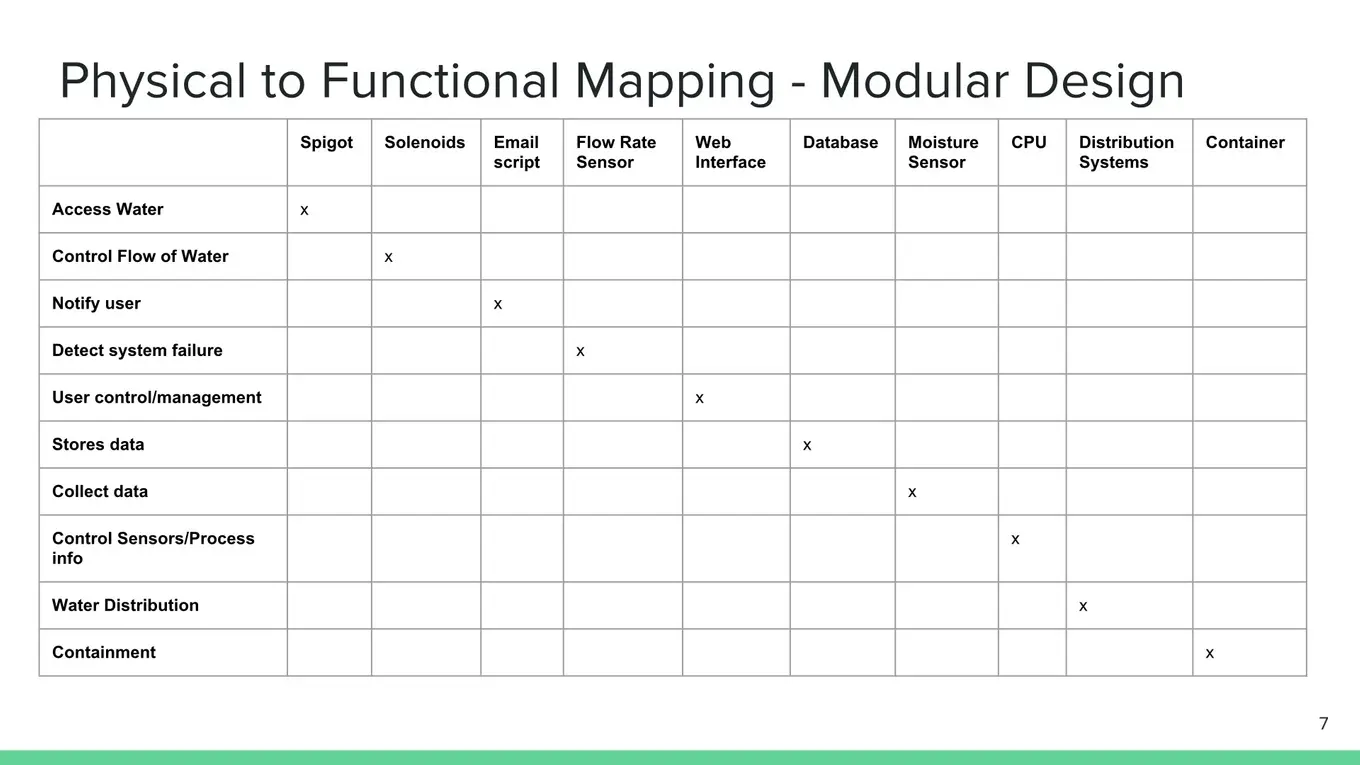 Physical to Functional Mapping - Modular Design
Spigot Solenoids Email script Flow Rate Sensor Web Interface Database Moisture Sensor CPU Distribution Systems Container
Access Water x
Control Flow of Water x
Notify user x
Detect system failure x
User control/management x
Stores data x
Collect data x
Control Sensors/Process info x
Water Distribution x
Containment x
7